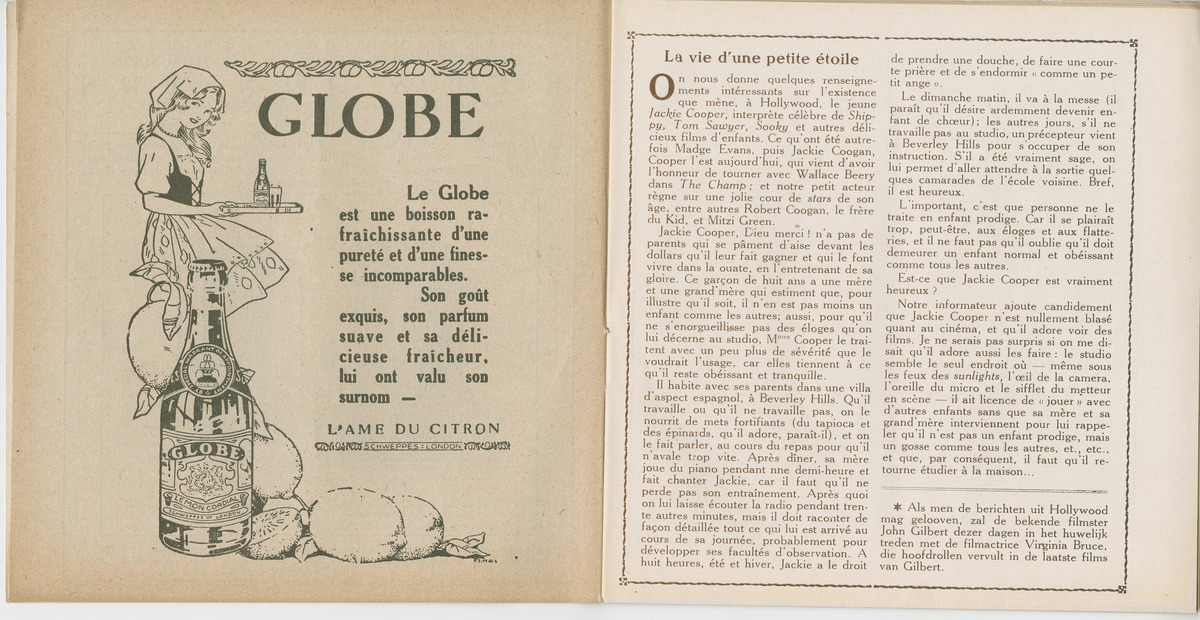 GLOBE
Le Globe
est une boisson ra-
fraîchissante d'une
pureté et d'une fines-
se incomparables.
Son goût
exquis, son parfum
suave et sa déli-
cieuse fraîcheur,
lui ont valu son
surnom —
L'AME DU CITRON
SCHWEPPES : LONDON
GLOBE
LEMON CORDIAL
SCHWEPPES OF LONDON
La vie d'une petite étoile
On nous donne quelques renseigne-
ments intéressants sur l'existence
que mène, à Hollywood, le jeune
Jackie Cooper, interprète célèbre de Ship-
py, Tom Sawyer, Sooky et autres déli-
cieux films d'enfants. Ce qu'ont été autre-
fois Madge Evans, puis Jackie Coogan,
Cooper l'est aujourd'hui, qui vient d'avoir
l'honneur de tourner avec Wallace Beery
dans The Champ ; et notre petit acteur
règne sur une jolie cour de stars de son
âge, entre autres Robert Coogan, le frère
du Kid, et Mitzi Green.
Jackie Cooper, Dieu merci ! n'a pas de
parents qui se pâment d'aise devant les
dollars qu'il leur fait gagner et qui le font
vivre dans la ouate, en l'entretenant de sa
gloire. Ce garçon de huit ans a une mère
et une grand'mère qui estiment que, pour
illustre qu'il soit, il n'en est pas moins un
enfant comme les autres; aussi, pour qu'il
ne s'enorgueillisse pas des éloges qu'on
lui décerne au studio, Mmes Cooper le trai-
tent avec un peu plus de sévérité que le
voudrait l'usage, car elles tiennent à ce
qu'il reste obéissant et tranquille.
Il habite avec ses parents dans une villa
d'aspect espagnol, à Beverley Hills. Qu'il
travaille ou qu'il ne travaille pas, on le
nourrit de mets fortifiants (du tapioca et
des épinards, qu'il adore, paraît-il), et on
le fait parler, au cours du repas pour qu'il
n'avale trop vite. Après dîner, sa mère
joue du piano pendant nne demi-heure et
fait chanter Jackie, car il faut qu'il ne
perde pas son entraînement. Après quoi
on lui laisse écouter la radio pendant tren-
te autres minutes, mais il doit raconter de
façon détaillée tout ce qui lui est arrivé au
cours de sa journée, probablement pour
développer ses facultés d'observation. A
huit heures, été et hiver, Jackie a le droit
de prendre une douche, de faire une cour-
te prière et de s'endormir « comme un pe-
tit ange ».
Le dimanche matin, il va à la messe (il
paraît qu'il désire ardemment devenir en-
fant de chœur); les autres jours, s'il ne
travaille pas au studio, un précepteur vient
à Beverley Hills pour s'occuper de son
instruction. S'il a été vraiment sage, on
lui permet d'aller attendre à la sortie quel-
ques camarades de l'école voisine. Bref,
il est heureux.
L'important, c'est que personne ne le
traite en enfant prodige. Car il se plairaît
trop, peut-être, aux éloges et aux flatte-
ries, et il ne faut pas qu'il oublie qu'il doit
demeurer un enfant normal et obéissant
comme tous les autres.
Est-ce que Jackie Cooper est vraiment
heureux ?
Notre informateur ajoute candidement
que Jackie Cooper n'est nullement blasé
quant au cinéma, et qu'il adore voir des
films. Je ne serais pas surpris si on me di-
sait qu'il adore aussi les faire : le studio
semble le seul endroit où — même sous
les feux des sunlights, l'œil de la camera,
l'oreille du micro et le sifflet du metteur
en scène — il ait licence de « jouer » avec
d'autres enfants sans que sa mère et sa
grand'mère interviennent pour lui rappe-
ler qu'il n'est pas un enfant prodige, mais
un gosse comme tous les autres, et., etc.,
et que, par conséquent, il faut qu'il re-
tourne étudier à la maison...
✶ Als men de berichten uit Hollywood
mag gelooven, zal de bekende filmster
John Gilbert dezer dagen in het huwelijk
treden met de filmactrice Virginia Bruce,
die hoofdrollen vervult in de laatste films
van Gilbert.